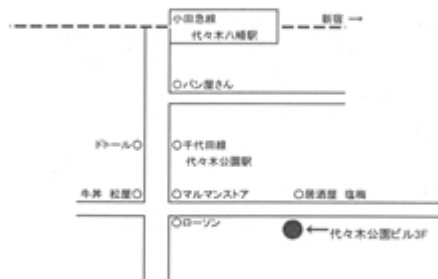 小田急線
代々木八幡駅
新宿 →
○パン屋さん
ドトール○
○千代田線
代々木公園駅
牛丼 松屋○
○マルマンストア
○居酒屋 塩梅
○ローソン
←代々木公園ビル3F